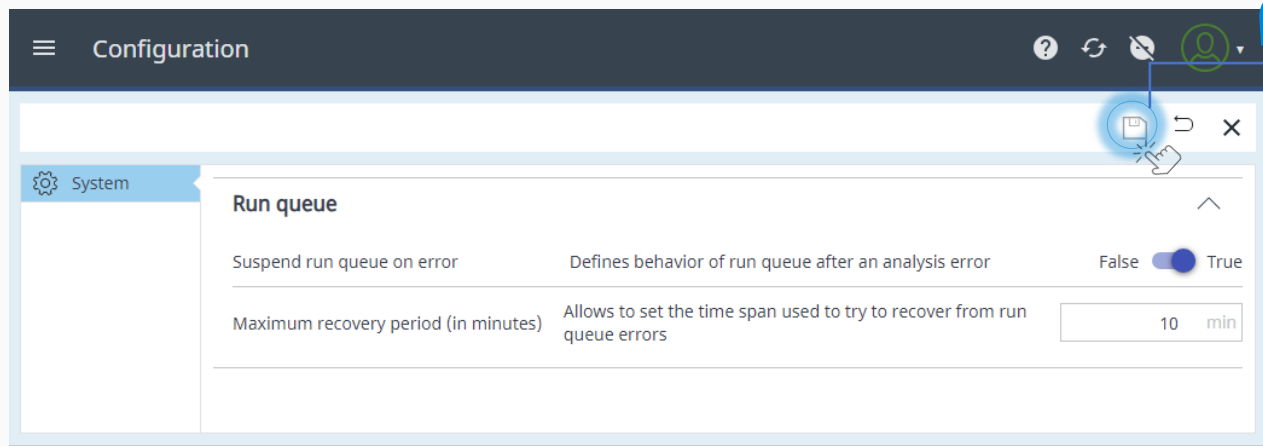 Configuration
System
Run queue
Suspend run queue on error
Defines behavior of run queue after an analysis error
False
True
Maximum recovery period (in minutes)
Allows to set the time span used to try to recover from run
queue errors
10 min